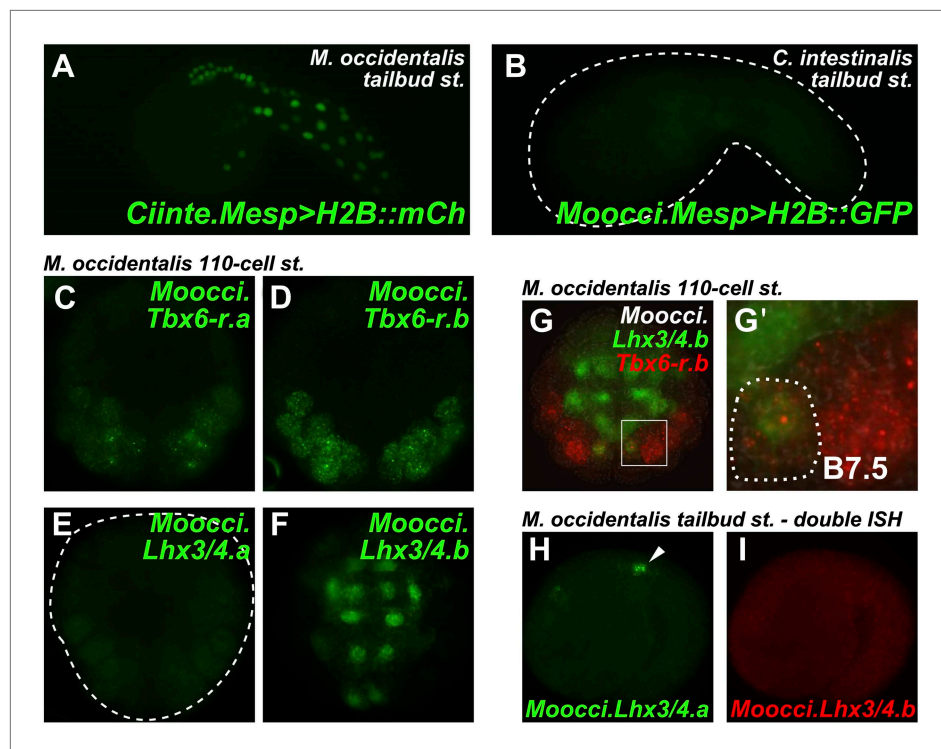 A
M. occidentalis
tailbud st.
Ciinte.Mesp>H2B::mCh
B
C. intestinalis
tailbud st.
Moocci.Mesp>H2B::GFP
M. occidentalis 110-cell st.
C
Moocci.
Tbx6-r.a
D
Moocci.
Tbx6-r.b
E
Moocci.
Lhx3/4.a
F
Moocci.
Lhx3/4.b
M. occidentalis 110-cell st.
G
Moocci.
Lhx3/4.b
Tbx6-r.b
G'
B7.5
M. occidentalis tailbud st. - double ISH
H
Moocci.Lhx3/4.a
I
Moocci.Lhx3/4.b